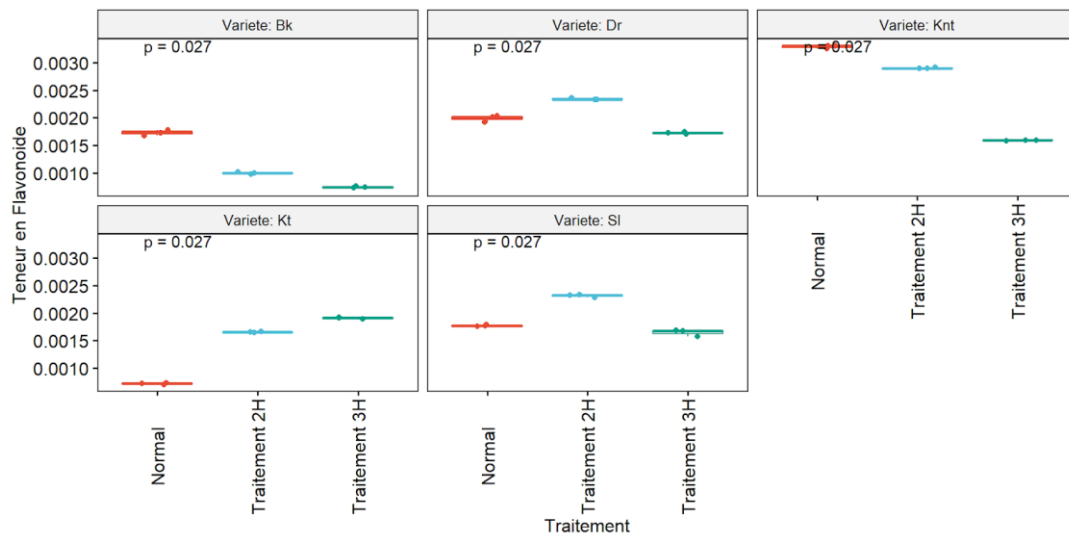 Variete: Bk
Variete: Dr
Variete: Knt
p = 0.027
p = 0.027
p = 0.027
0.0030
0.0025
0.0020
0.0015
0.0010
Variete: Kt
Variete: Sl
p = 0.027
p = 0.027
0.0030
0.0025
0.0020
0.0015
0.0010
Teneur en Flavonoide
Normal
Traitement 2H
Traitement 3H
Normal
Traitement 2H
Traitement 3H
Normal
Traitement 2H
Traitement 3H
Traitement